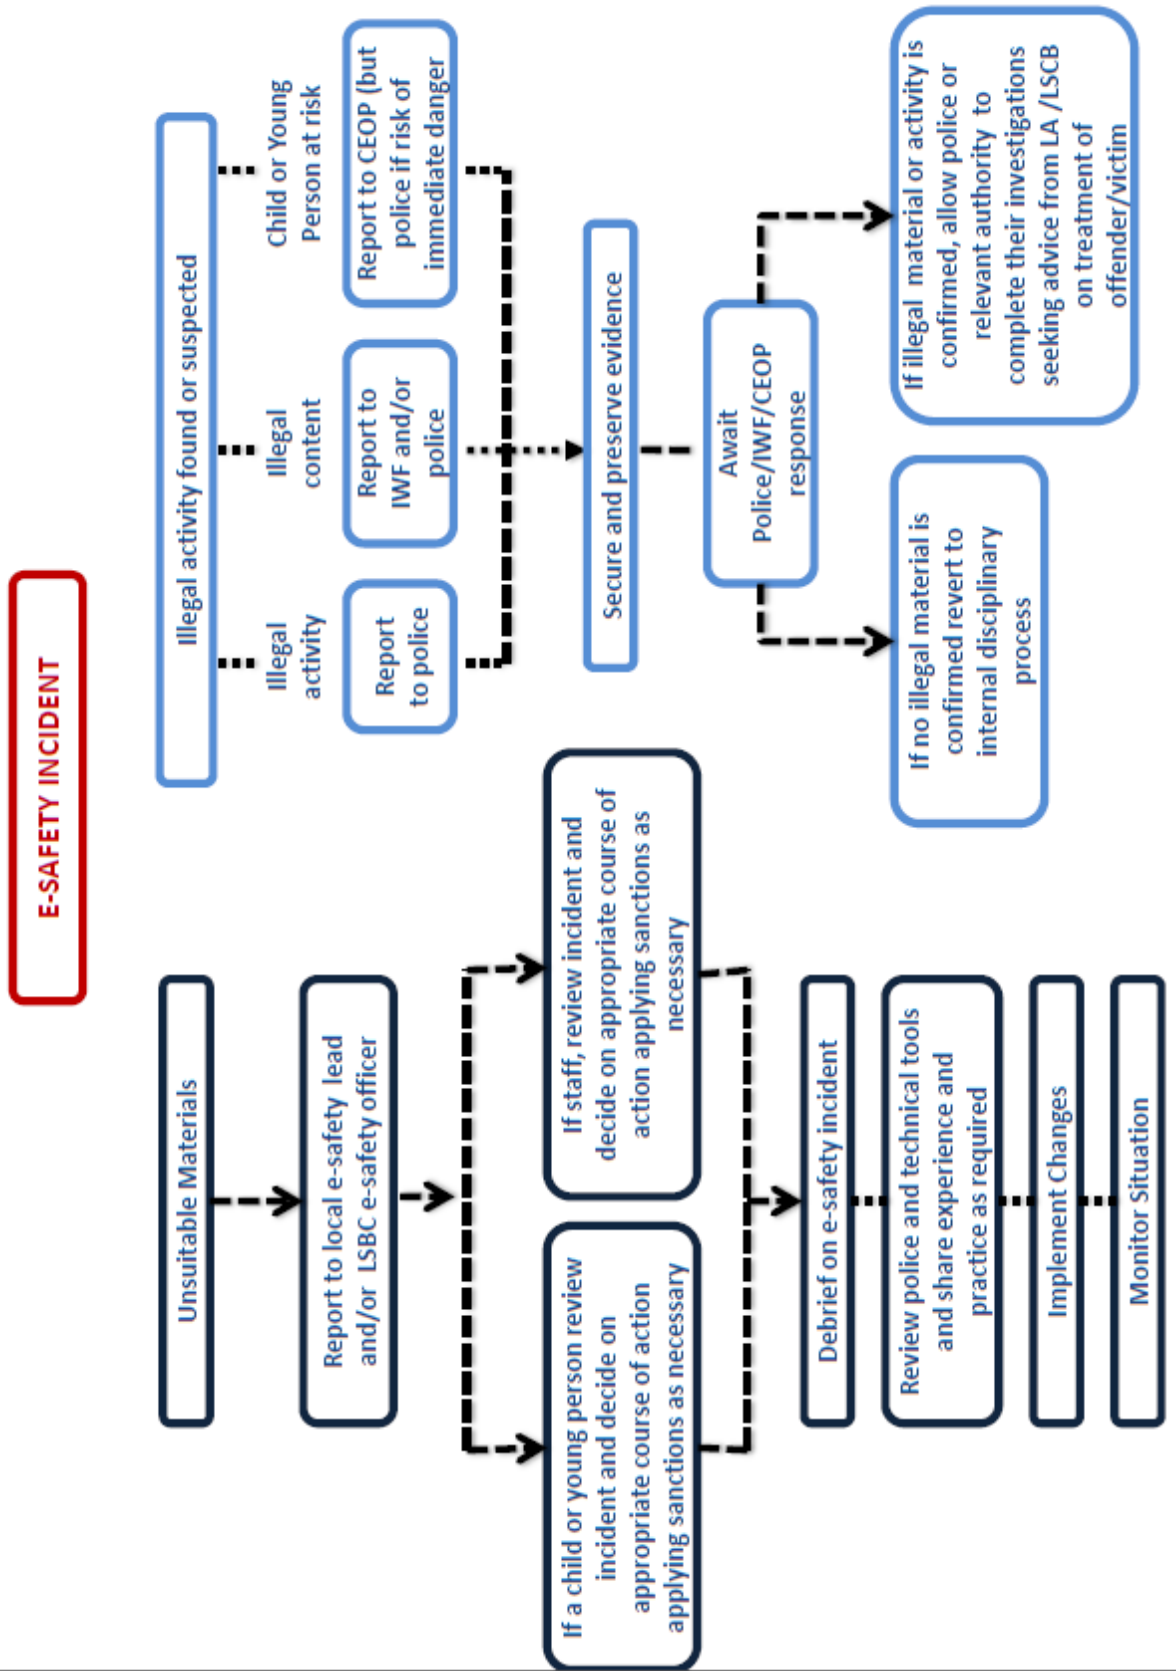 E-SAFETY INCIDENT
Unsuitable Materials
Report to local e-safety lead
and/or LSBC e-safety officer
If a child or young person review
incident and decide on
appropriate course of action
applying sanctions as necessary
If staff, review incident and
decide on appropriate course of
action applying sanctions as
necessary
Debrief on e-safety incident
Review police and technical tools
and share experience and
practice as required
Implement Changes
Monitor Situation
Illegal activity found or suspected
Illegal
activity
Illegal
content
Child or Young
Person at risk
Report
to police
Report to
IWF and/or
police
Report to CEOP (but
police if risk of
immediate danger
Secure and preserve evidence
Await
Police/IWF/CEOP
response
If no illegal material is
confirmed revert to
internal disciplinary
process
If illegal material or activity is
confirmed, allow police or
relevant authority to
complete their investigations
seeking advice from LA /LSCB
on treatment of
offender/victim